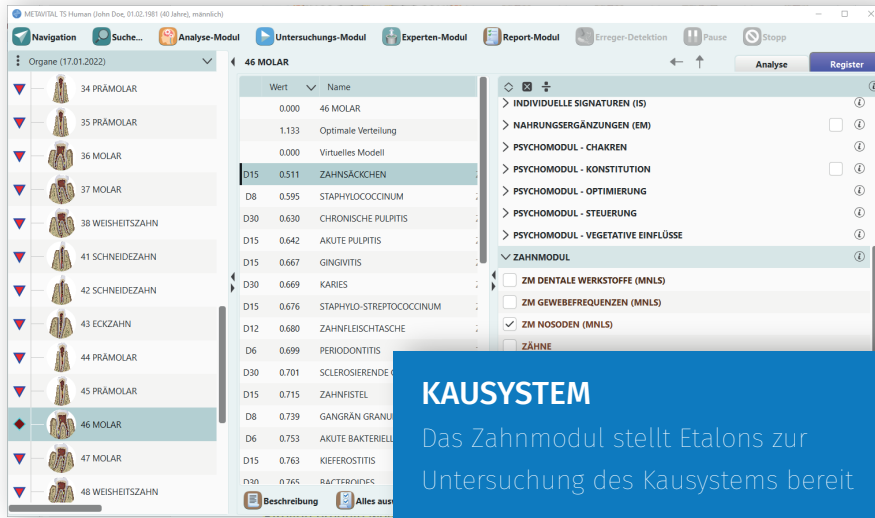 METAVITAL TS Human (John Doe, 01.02.1981 (40 Jahre), männlich)
Navigation Suche... Analyse-Modul Untersuchungs-Modul Experten-Modul Report-Modul Erreger-Detektion Pause Stopp
Organe (17.01.2022)
34 PRÄMOLAR
35 PRÄMOLAR
36 MOLAR
37 MOLAR
38 WEISHEITSZAHN
41 SCHNEIDEZAHN
42 SCHNEIDEZAHN
43 ECKZAHN
44 PRÄMOLAR
45 PRÄMOLAR
46 MOLAR
47 MOLAR
48 WEISHEITSZAHN
46 MOLAR
Wert Name
0.000 46 MOLAR
1.133 Optimale Verteilung
0.000 Virtuelles Modell
D15 0.511 ZAHNSÄCKCHEN
D8 0.595 STAPHYLOCOCCINUM
D30 0.630 CHRONISCHE PULPITIS
D15 0.642 AKUTE PULPITIS
D15 0.667 GINGIVITIS
D30 0.669 KARIES
D15 0.676 STAPHYLO-STREPTOCOCCINUM
D12 0.680 ZAHNFLEISCHTASCHE
D6 0.699 PERIODONTITIS
D30 0.701 SCLEROSIERENDE
D15 0.715 ZAHNFISTEL
D8 0.739 GANGRÄN GRANU
D6 0.753 AKUTE BAKTERIELL
D15 0.763 KIEFEROSTITIS
D30 0.765 BACTEROIDES
Beschreibung Alles ausw
Analyse Register
INDIVIDUELLE SIGNATUREN (IS)
NAHRUNGSERGÄNZUNGEN (EM)
PSYCHOMODUL - CHAKREN
PSYCHOMODUL - KONSTITUTION
PSYCHOMODUL - OPTIMIERUNG
PSYCHOMODUL - STEUERUNG
PSYCHOMODUL - VEGETATIVE EINFLÜSSE
ZAHNMODUL
ZM DENTALE WERKSTOFFE (MNLS)
ZM GEWEBEFREQUENZEN (MNLS)
ZM NOSODEN (MNLS)
ZÄHNE
KAUSYSTEM
Das Zahnmodul stellt Etalons zur
Untersuchung des Kausystems bereit